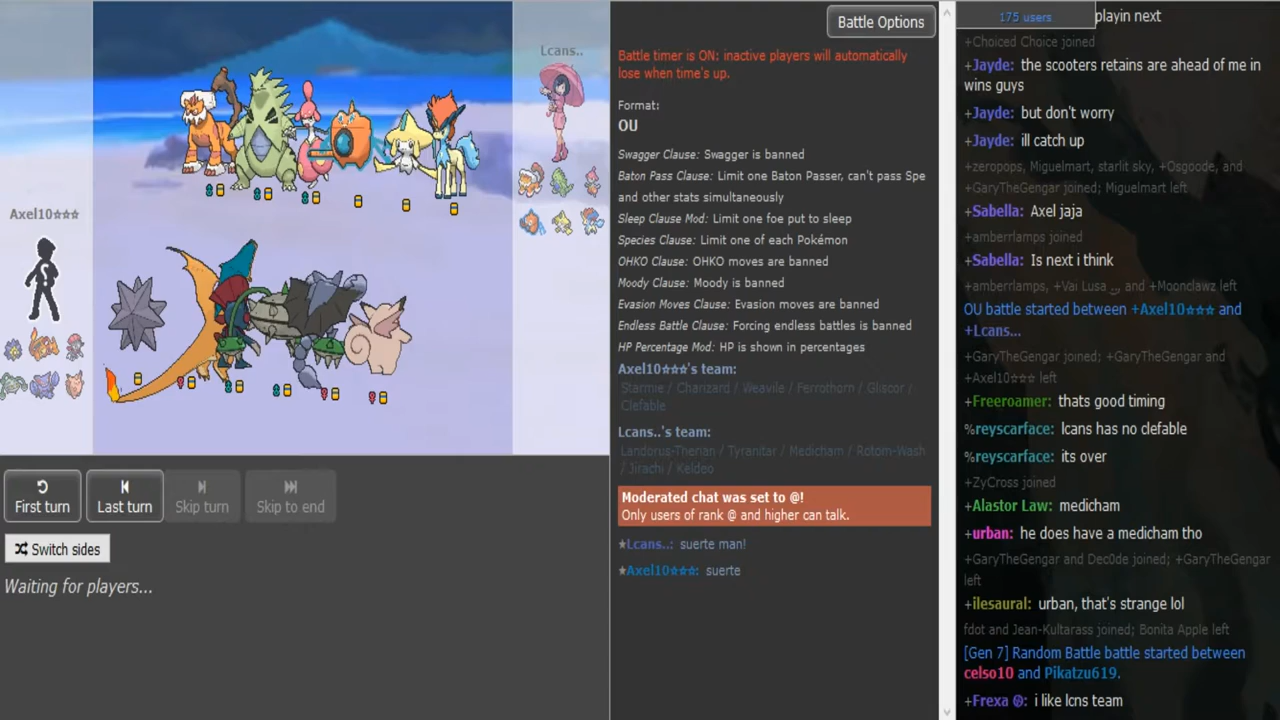 Lcans..
Axel10☆☆☆
First turn
Last turn
Skip turn
Skip to end
Switch sides
Waiting for players...
Battle Options
Battle timer is ON: inactive players will automatically
lose when time's up.
Format:
OU
Swagger Clause: Swagger is banned
Baton Pass Clause: Limit one Baton Passer, can't pass Spe
and other stats simultaneously
Sleep Clause Mod: Limit one foe put to sleep
Species Clause: Limit one of each Pokémon
OHKO Clause: OHKO moves are banned
Moody Clause: Moody is banned
Evasion Moves Clause: Evasion moves are banned
Endless Battle Clause: Forcing endless battles is banned
HP Percentage Mod: HP is shown in percentages
Axel10☆☆☆'s team:
Starmie / Charizard / Weavile / Ferrothorn / Gliscor /
Clefable
Lcans..'s team:
Landorus-Therian / Tyranitar / Medicham / Rotom-Wash
/ Jirachi / Keldeo
Moderated chat was set to @!
Only users of rank @ and higher can talk.
★Lcans..: suerte man!
★Axel10☆☆☆: suerte
175 users
playin next
+Choiced Choice joined
+Jayde: the scooters retains are ahead of me in
wins guys
+Jayde: but don't worry
+Jayde: ill catch up
+zeropops, Miguelmart, starlit sky, +Osgoode, and
+GaryTheGengar joined; Miguelmart left
+Sabella: Axel jaja
+amberrlamps joined
+Sabella: Is next i think
+amberrlamps, +Vai Lusa ‿, and +Moonclawz left
OU battle started between +Axel10☆☆☆ and
+Lcans...
+GaryTheGengar joined; +GaryTheGengar and
+Axel10☆☆☆ left
+Freeroamer: thats good timing
%reyscarface: lcans has no clefable
%reyscarface: its over
+ZyCross joined
+Alastor Law: medicham
+urban: he does have a medicham tho
+GaryTheGengar and Dec0de joined; +GaryTheGengar
left
+ilesaural: urban, that's strange lol
fdot and Jean-Kultarass joined; Bonita Apple left
[Gen 7] Random Battle battle started between
celso10 and Pikatzu619.
+Frexa @: i like lcns team